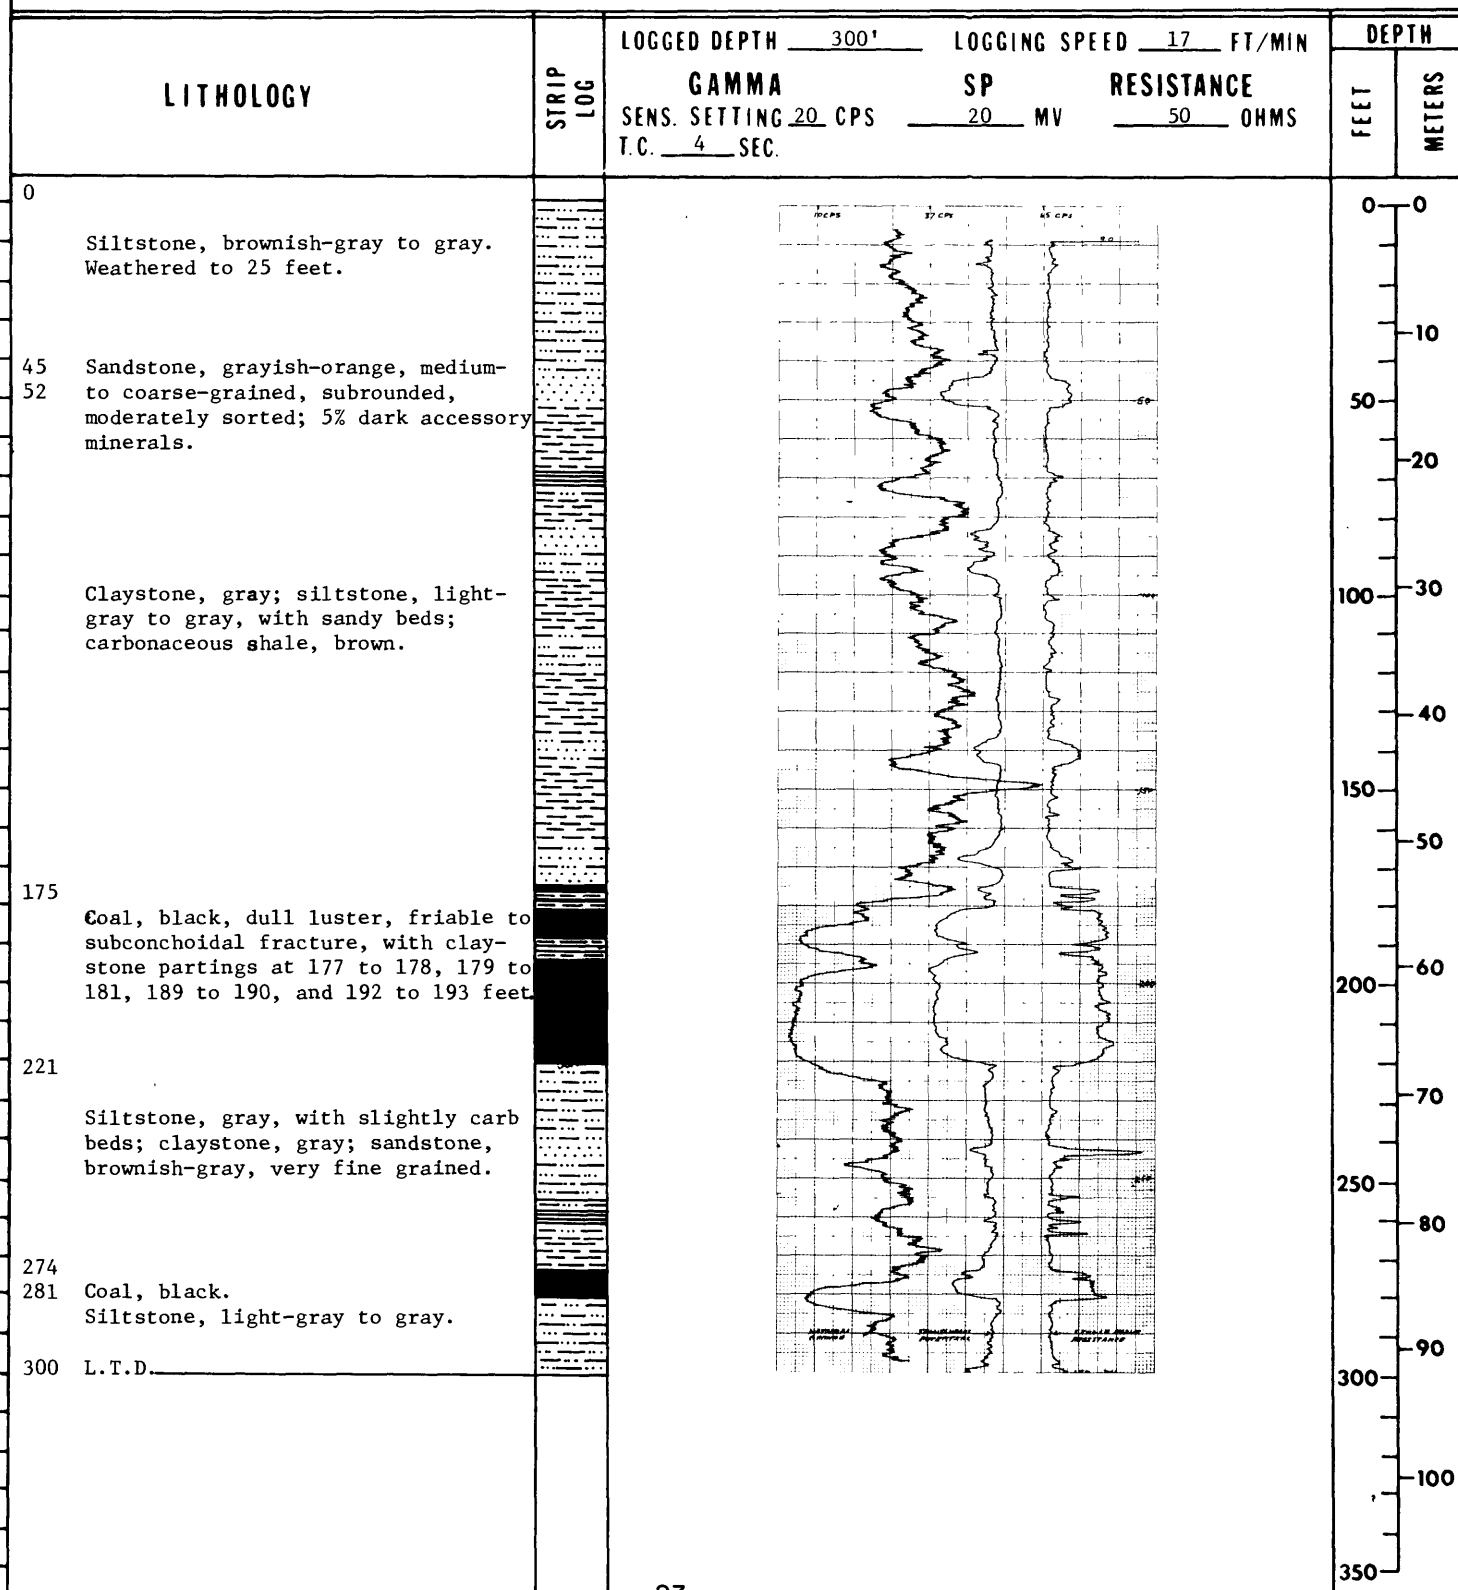 LITHOLOGY
STRIP LOG
LOGGED DEPTH 300' LOGGING SPEED 17 FT/MIN
GAMMA SP RESISTANCE
SENS. SETTING 20 CPS 20 MV 50 OHMS
T.C. 4 SEC.
DEPTH
FEET METERS
0
Siltstone, brownish-gray to gray.
Weathered to 25 feet.
45 Sandstone, grayish-orange, medium-
52 to coarse-grained, subrounded,
moderately sorted; 5% dark accessory
minerals.
Claystone, gray; siltstone, light-
gray to gray, with sandy beds;
carbonaceous shale, brown.
175
Coal, black, dull luster, friable to
subconchoidal fracture, with clay-
stone partings at 177 to 178, 179 to
181, 189 to 190, and 192 to 193 feet.
221
Siltstone, gray, with slightly carb
beds; claystone, gray; sandstone,
brownish-gray, very fine grained.
274
281 Coal, black.
Siltstone, light-gray to gray.
300 L.T.D.
37 CPS
0 0
10
50
20
100 30
40
150
50
200 60
70
250
80
90
300
100
350